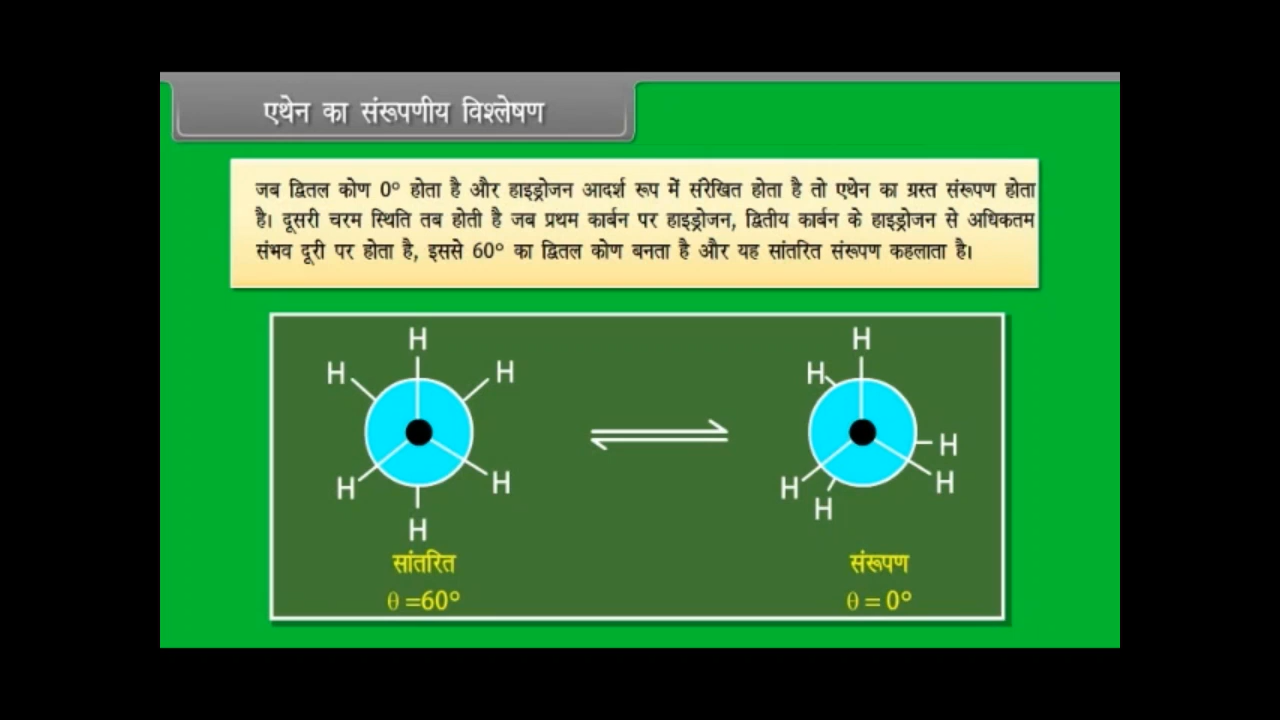 एथेन का संरूपणीय विश्लेषण
जब द्वितल कोण 0° होता है और हाइड्रोजन आदर्श रूप में संरेखित होता है तो एथेन का ग्रस्त संरूपण होता
है। दूसरी चरम स्थिति तब होती है जब प्रथम कार्बन पर हाइड्रोजन, द्वितीय कार्बन के हाइड्रोजन से अधिकतम
संभव दूरी पर होता है, इससे 60° का द्वितल कोण बनता है और यह सांतरित संरूपण कहलाता है।
H
H
H
H
H
H
सांतरित
θ =60°
H
H
H
H
H
H
संरूपण
θ = 0°